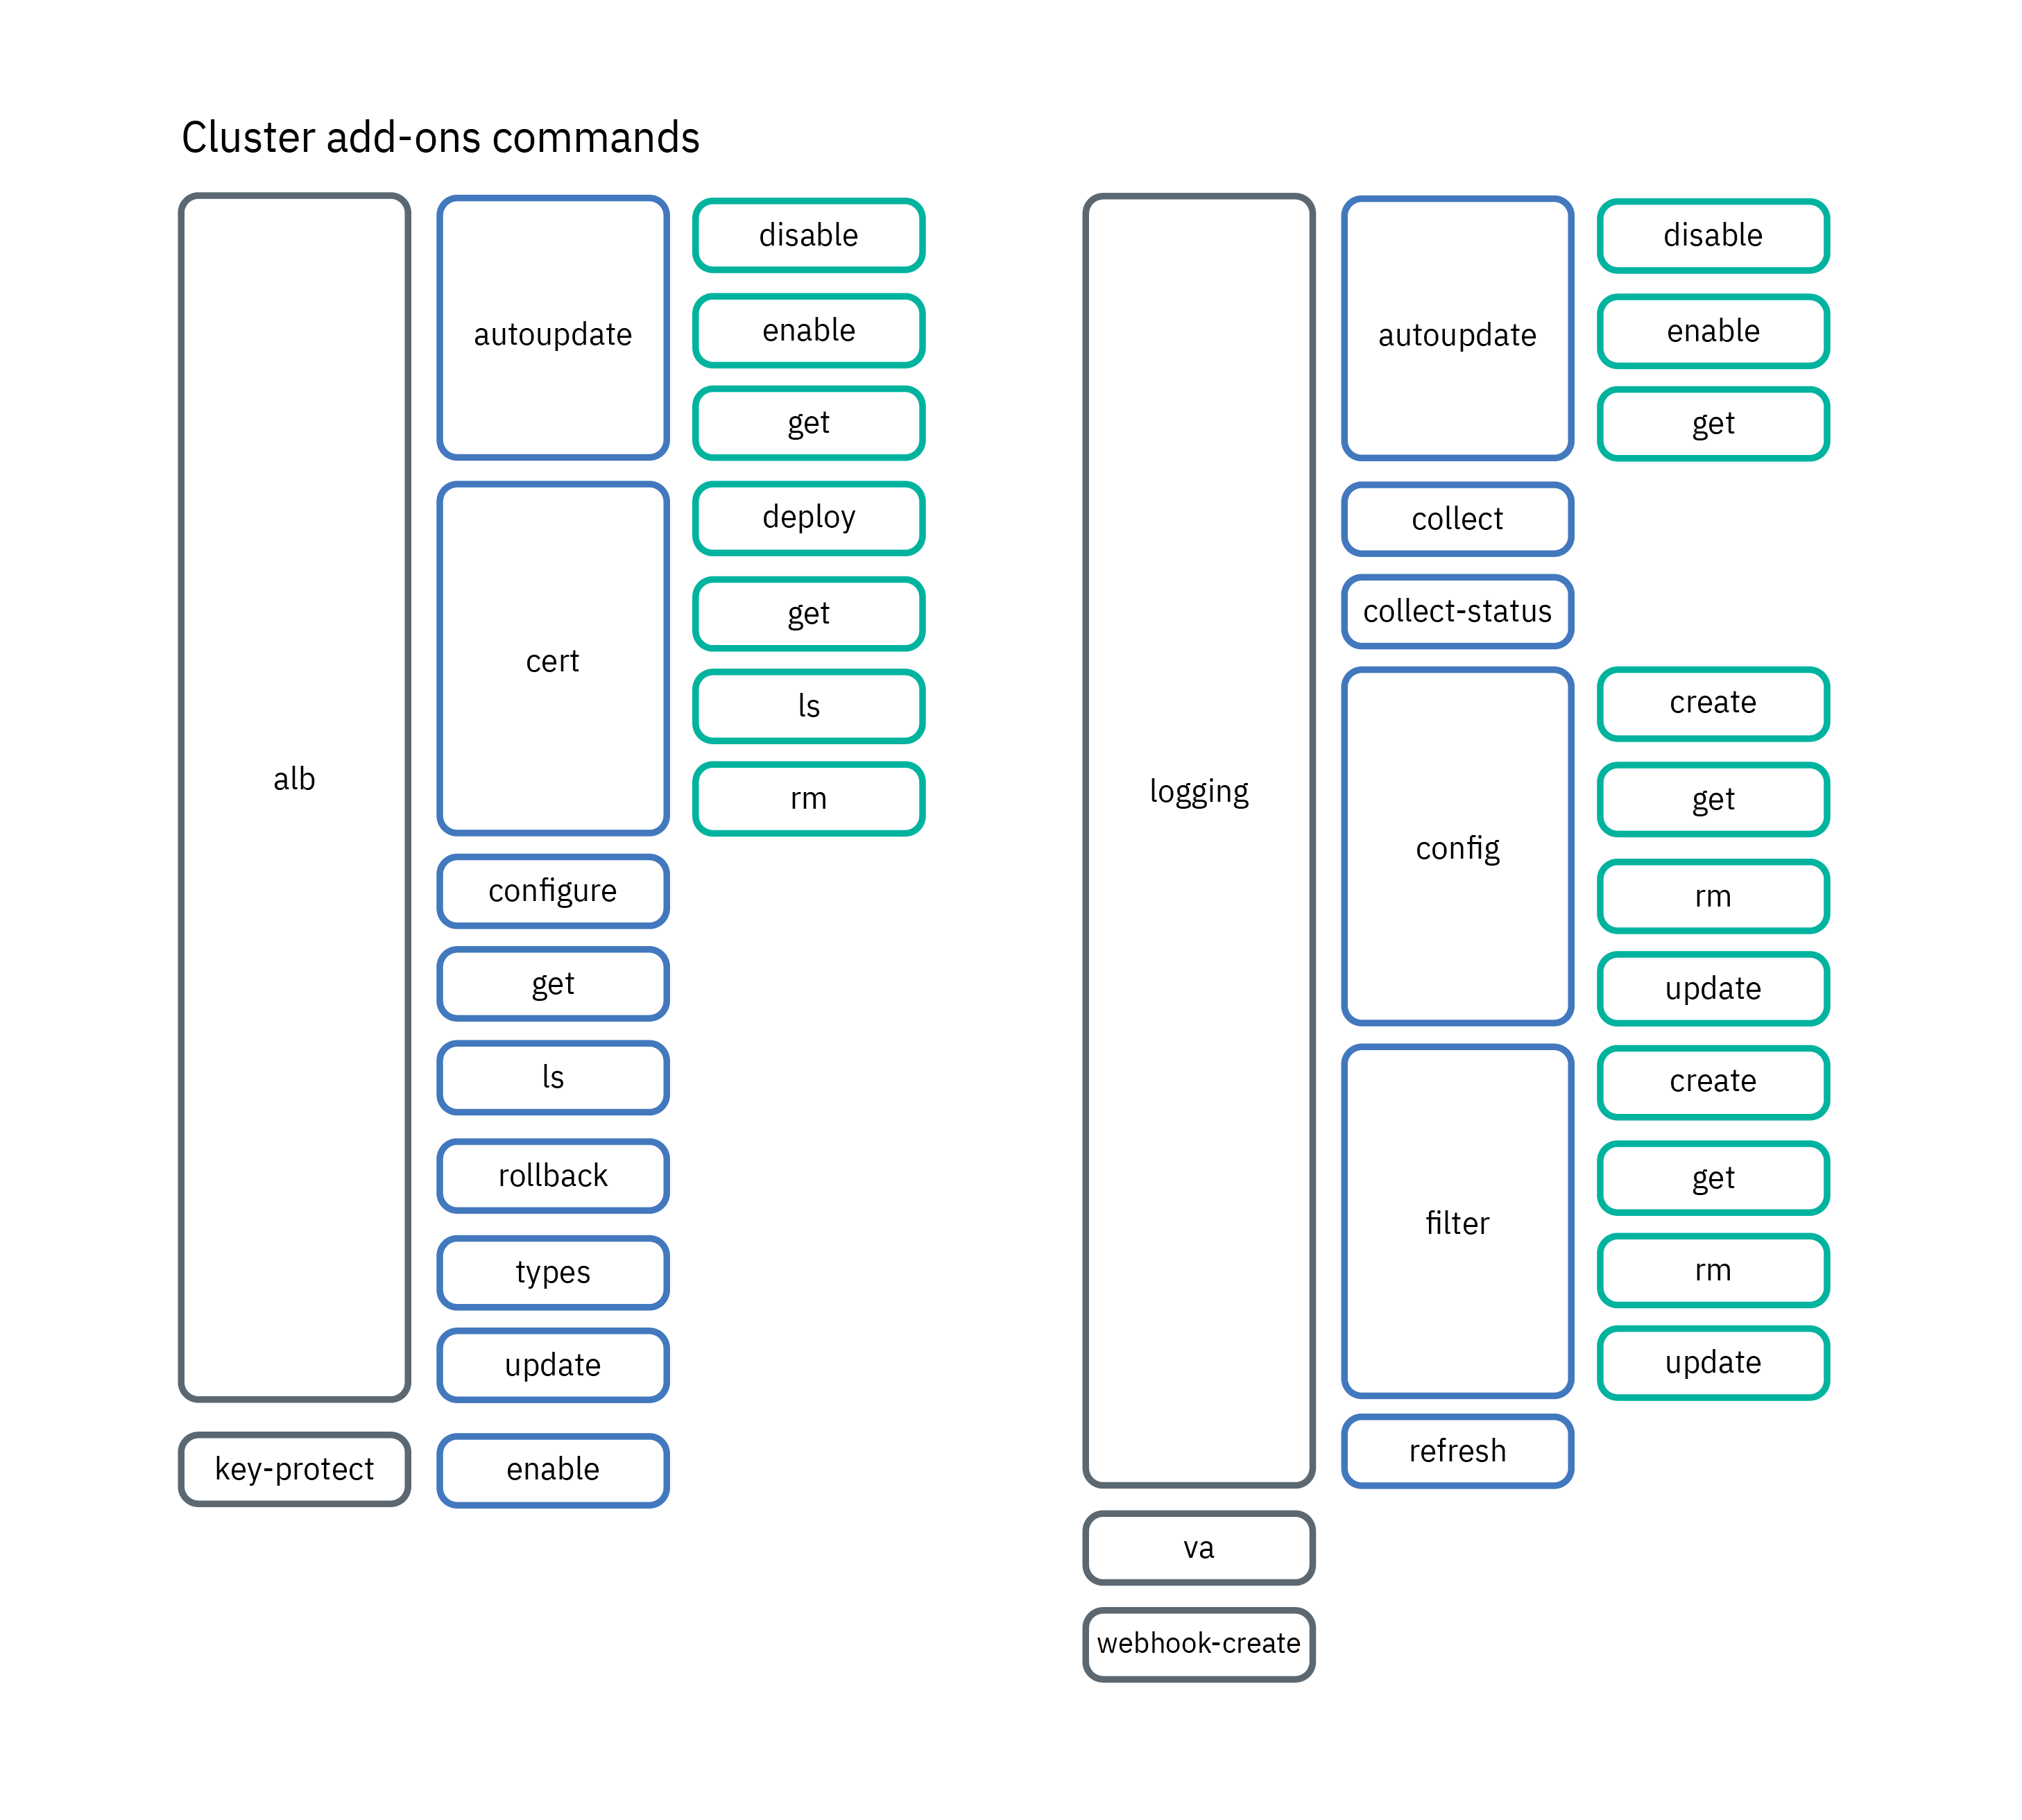 Cluster add-ons commands
alb
autoupdate
disable
enable
get
cert
deploy
get
ls
rm
configure
get
ls
rollback
types
update
key-protect
enable
logging
autoupdate
disable
enable
get
collect
collect-status
config
create
get
rm
update
filter
create
get
rm
update
refresh
va
webhook-create